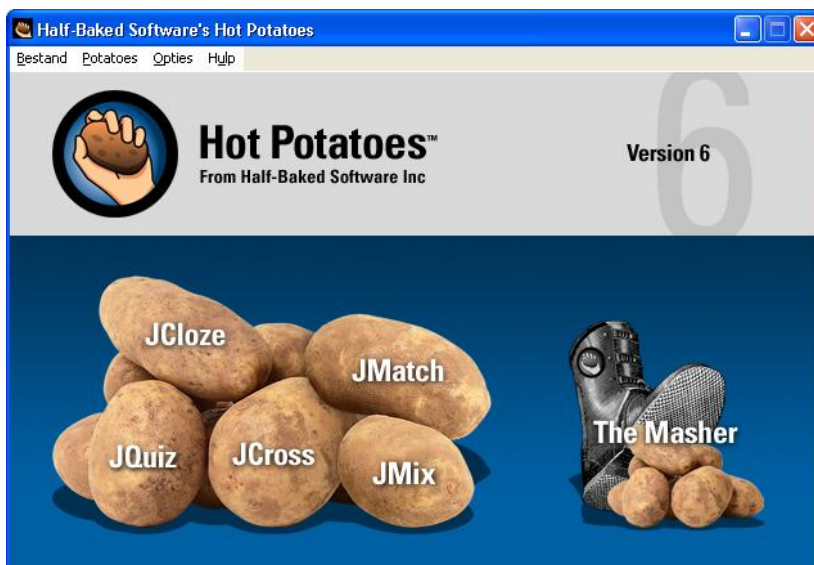 Half-Baked Software's Hot Potatoes
Bestand Potatoes Opties Hulp
Hot Potatoes™
From Half-Baked Software Inc
6
Version 6
JCloze
JMatch
JQuiz
JCross
JMix
The Masher